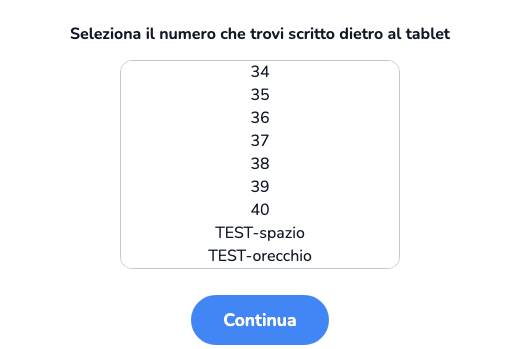 Seleziona il numero che trovi scritto dietro al tablet
34
35
36
37
38
39
40
TEST-spazio
TEST-orecchio
Continua